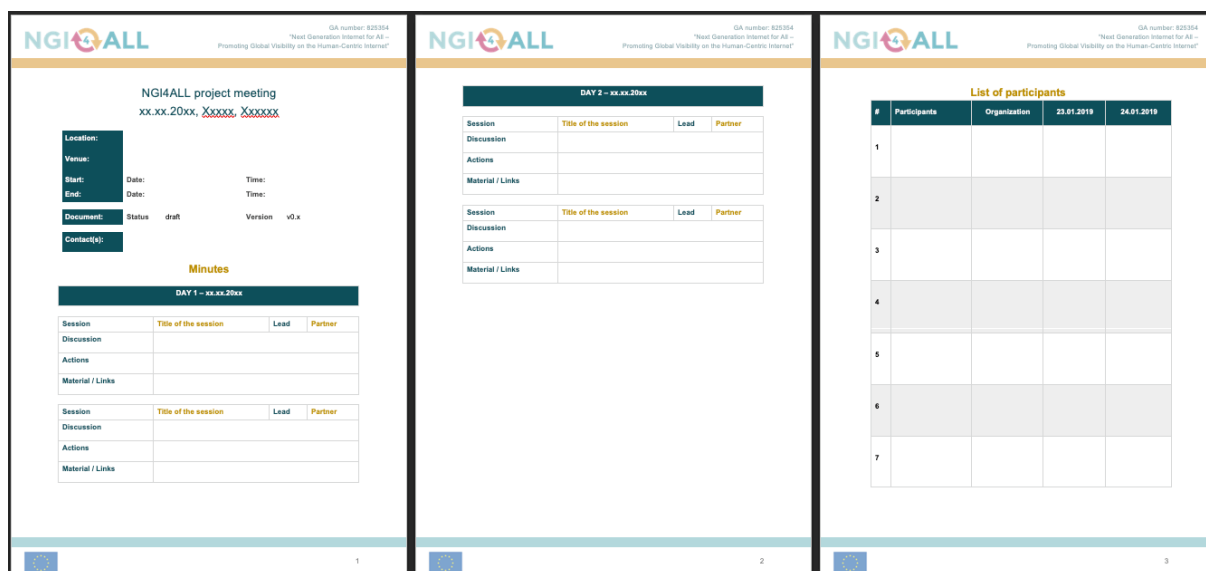 NGI4ALL
GA number: 825354
"Next Generation Internet for All –
Promoting Global Visibility on the Human-Centric Internet"
NGI4ALL project meeting
xx.xx.20xx, Xxxxx, Xxxxxx
Location:
Venue:
Start: Date: Time:
End: Date: Time:
Document: Status draft Version v0.x
Contact(s):
Minutes
DAY 1 – xx.xx.20xx
Session Title of the session Lead Partner
Discussion
Actions
Material / Links
Session Title of the session Lead Partner
Discussion
Actions
Material / Links
1
NGI4ALL
GA number: 825354
"Next Generation Internet for All –
Promoting Global Visibility on the Human-Centric Internet"
DAY 2 – xx.xx.20xx
Session Title of the session Lead Partner
Discussion
Actions
Material / Links
Session Title of the session Lead Partner
Discussion
Actions
Material / Links
2
NGI4ALL
GA number: 825354
"Next Generation Internet for All –
Promoting Global Visibility on the Human-Centric Internet"
List of participants
# Participants Organization 23.01.2019 24.01.2019
1
2
3
4
5
6
7
3